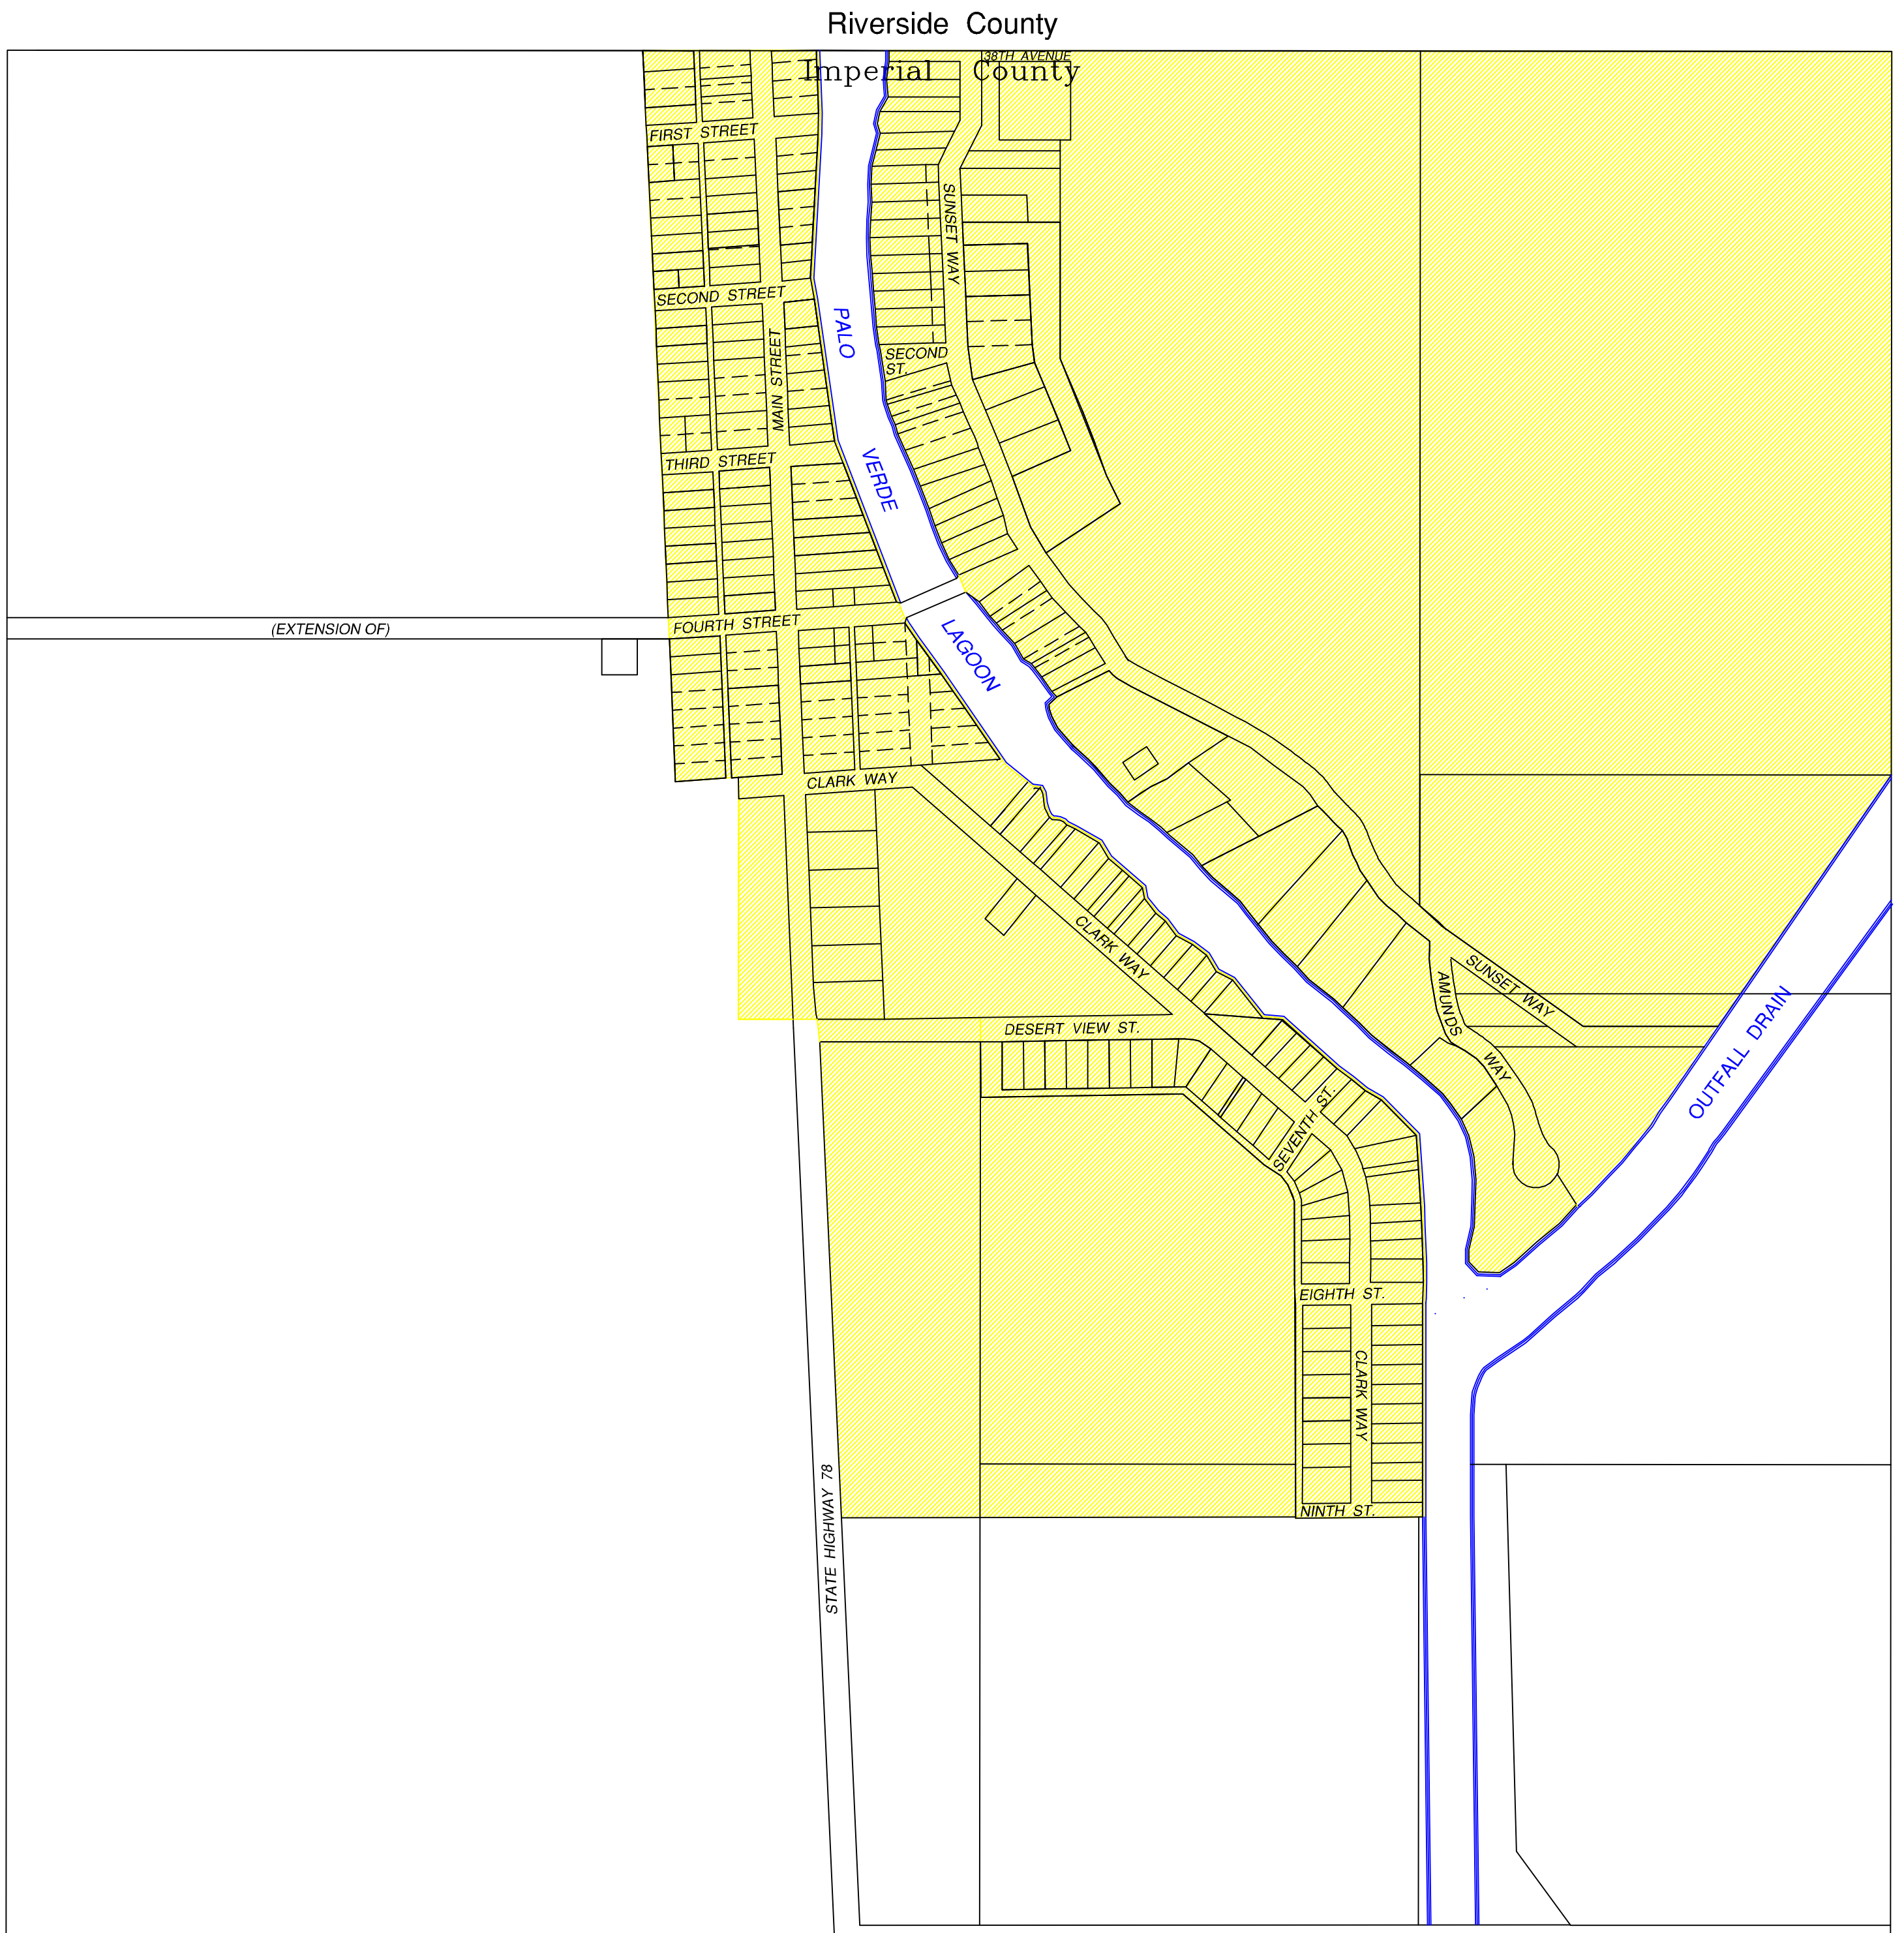 Riverside County
38TH AVENUE
Imperial County
FIRST STREET
SUNSET WAY
SECOND STREET
PALO
MAIN STREET
SECOND
ST.
THIRD STREET
VERDE
FOURTH STREET
(EXTENSION OF)
LAGOON
CLARK WAY
CLARK WAY
SUNSET WAY
AMUNDS
WAY
DESERT VIEW ST.
OUTFALL DRAIN
SEVENTH ST.
EIGHTH ST.
CLARK WAY
STATE HIGHWAY 78
NINTH ST.